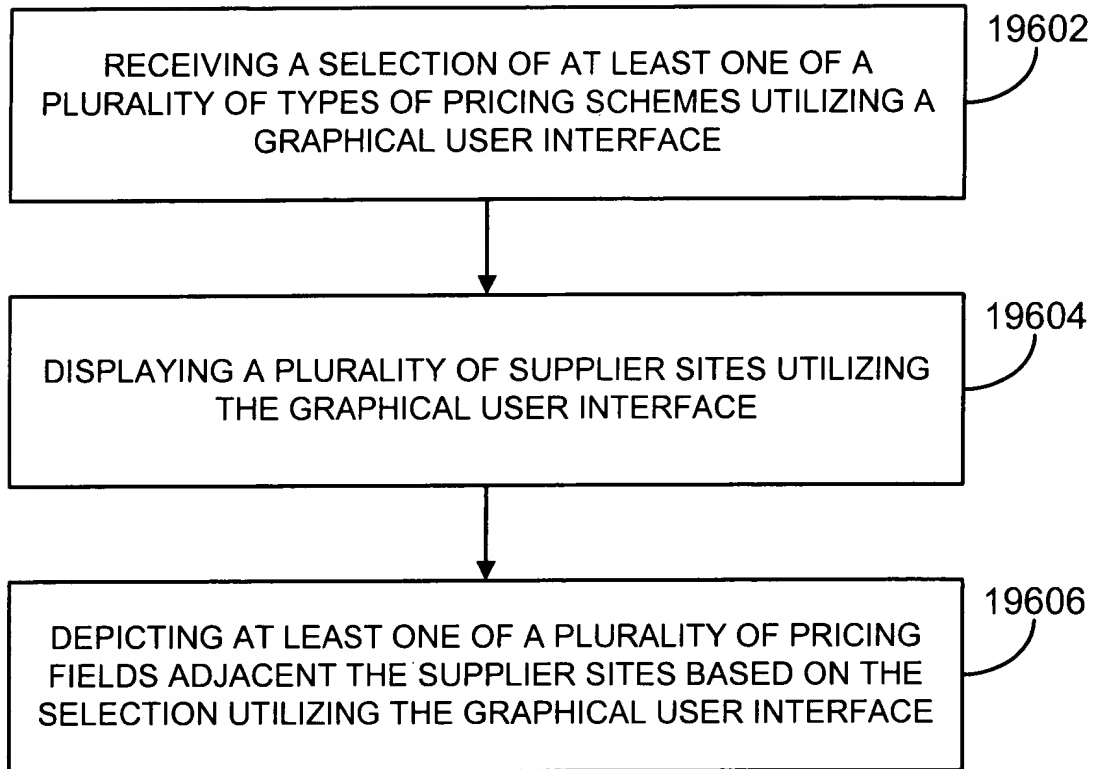 19602
RECEIVING A SELECTION OF AT LEAST ONE OF A
PLURALITY OF TYPES OF PRICING SCHEMES UTILIZING A
GRAPHICAL USER INTERFACE
19604
DISPLAYING A PLURALITY OF SUPPLIER SITES UTILIZING
THE GRAPHICAL USER INTERFACE
19606
DEPICTING AT LEAST ONE OF A PLURALITY OF PRICING
FIELDS ADJACENT THE SUPPLIER SITES BASED ON THE
SELECTION UTILIZING THE GRAPHICAL USER INTERFACE